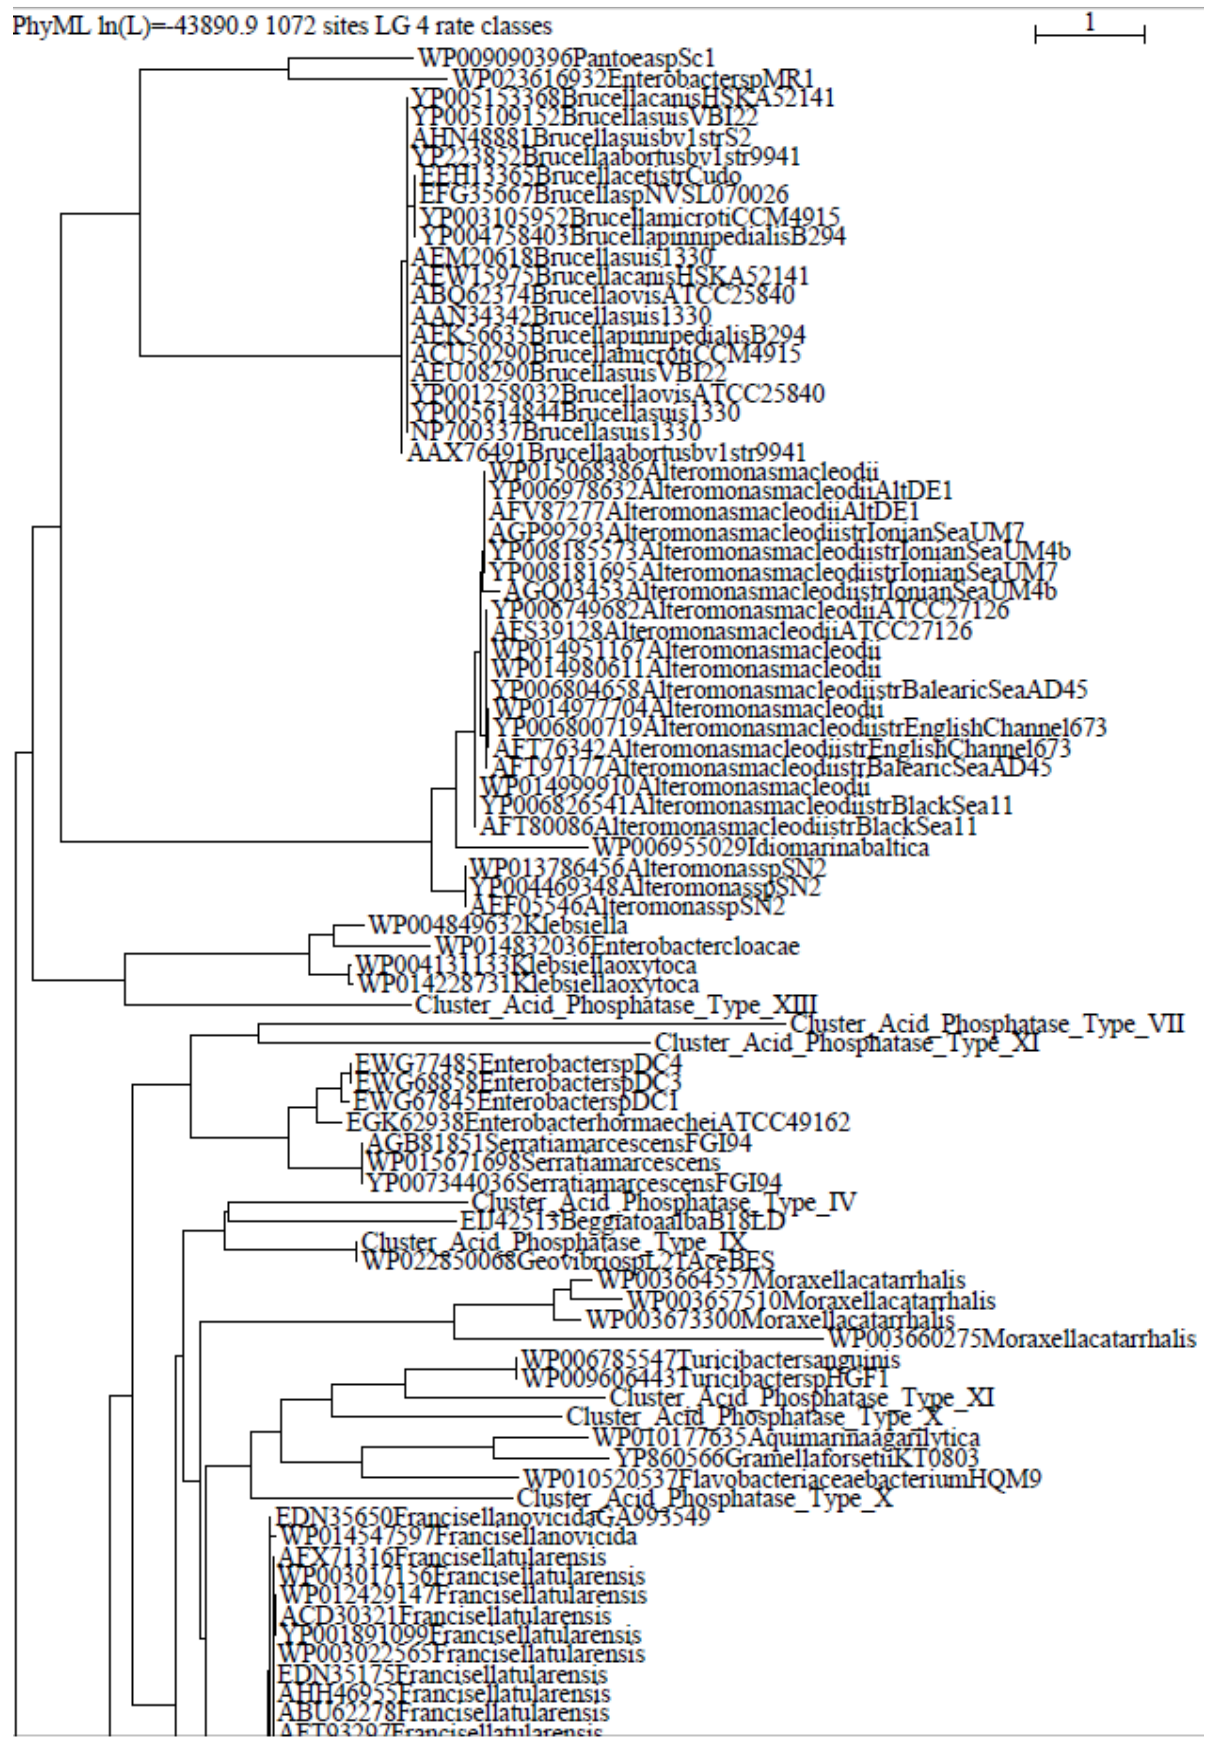 PhyML ln(L)=-43890.9 1072 sites LG 4 rate classes
1
WP009090396PantoeaspSc1
WP023616932EnterobacterspMR1
YP005153368BrucellacanisHSKA52141
YP005109152BrucellasuisVBI22
AHN48881Brucellasuisbv1strS2
YP223852Brucellaabortusbv1str9941
EEH13365BrucellacetistrCudo
EFG35667BrucellaspNVSL070026
YP003105952BrucellamicrotiCCM4915
YP004758403BrucellapinnipedialisB294
AEM20618Brucellasuis1330
AEW15975BrucellacanisHSKA52141
ABQ62374BrucellaovisATCC25840
AAN34342Brucellasuis1330
AEK56635BrucellapinnipedialisB294
ACU50290BrucellamicrotiCCM4915
AEU08290BrucellasuisVBI22
YP001258032BrucellaovisATCC25840
YP005614844Brucellasuis1330
NP700337Brucellasuis1330
AAX76491Brucellaabortusbv1str9941
WP015068386Alteromonasmacleodii
YP006978632AlteromonasmacleodiiAltDE1
AFV87277AlteromonasmacleodiiAltDE1
AGP99293AlteromonasmacleodiistrIonianSeaUM7
YP008185573AlteromonasmacleodiistrIonianSeaUM4b
YP008181695AlteromonasmacleodiistrIonianSeaUM7
AGO03453AlteromonasmacleodiistrIonianSeaUM4b
YP006749682AlteromonasmacleodiiATCC27126
AFS39128AlteromonasmacleodiiATCC27126
WP014951167Alteromonasmacleodii
WP014980611Alteromonasmacleodii
YP006804658AlteromonasmacleodiistrBalearicSeaAD45
WP014977704Alteromonasmacleodii
YP006800719AlteromonasmacleodiistrEnglishChannel673
AFT76342AlteromonasmacleodiistrEnglishChannel673
AFT97177AlteromonasmacleodiistrBalearicSeaAD45
WP014999910Alteromonasmacleodii
YP006826541AlteromonasmacleodiistrBlackSea11
AFT80086AlteromonasmacleodiistrBlackSea11
WP006955029Idiomarinabaltica
WP013786456AlteromonasspSN2
YP004469348AlteromonasspSN2
AEF05546AlteromonasspSN2
WP004849632Klebsiella
WP014832036Enterobactercloacae
WP004131133Klebsiellaoxytoca
WP014228731Klebsiellaoxytoca
Cluster_Acid_Phosphatase_Type_XIII
Cluster_Acid_Phosphatase_Type_VII
Cluster_Acid_Phosphatase_Type_XI
EWG77485EnterobacterspDC4
EWG68858EnterobacterspDC3
EWG67845EnterobacterspDC1
EGK62938EnterobacterhormaecheiATCC49162
AGB81851SerratiamarcescensFGI94
WP015671698Serratiamarcescens
YP007344036SerratiamarcescensFGI94
Cluster_Acid_Phosphatase_Type_IV
EIJ42513BeggiatoaalbaB18LD
Cluster_Acid_Phosphatase_Type_IX
WP022850068GeovibriospL21AceBES
WP003664557Moraxellacatarrhalis
WP003657510Moraxellacatarrhalis
WP003673300Moraxellacatarrhalis
WP003660275Moraxellacatarrhalis
WP006785547Turicibactersanguinis
WP009606443TuricibacterspHGF1
Cluster_Acid_Phosphatase_Type_XI
Cluster_Acid_Phosphatase_Type_X
WP010177635Aquimarinaagarilytica
YP860566GramellaforsetiiKT0803
WP010520537FlavobacteriaceaebacteriumHQM9
Cluster_Acid_Phosphatase_Type_X
EDN35650FrancisellanovicidaGA993549
WP014547597Francisellanovicida
AFX71316Francisellatularensis
WP003017156Francisellatularensis
WP012429147Francisellatularensis
ACD30321Francisellatularensis
YP001891099Francisellatularensis
WP003022565Francisellatularensis
EDN35175Francisellatularensis
AHH46955Francisellatularensis
ABU62278Francisellatularensis
AFT93297Francisellatularensis